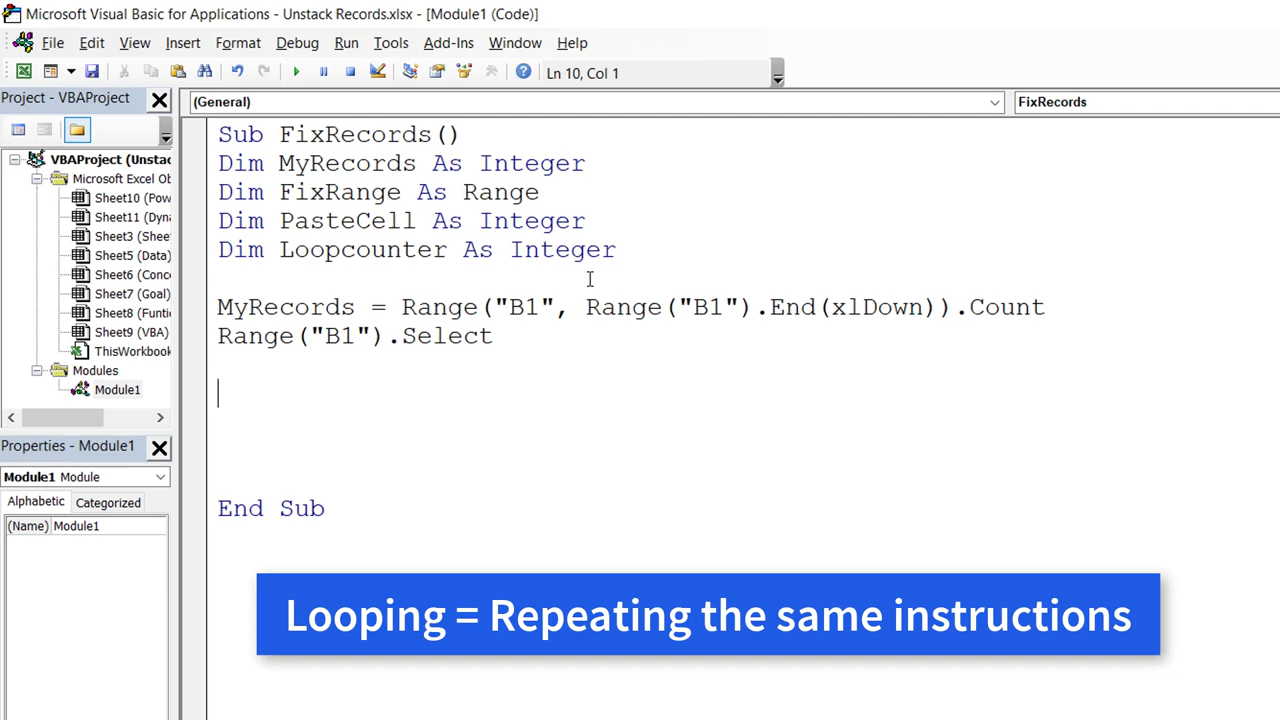 Microsoft Visual Basic for Applications - Unstack Records.xlsx - [Module1 (Code)]
File Edit View Insert Format Debug Run Tools Add-Ins Window Help
Ln 10, Col 1
Project - VBAProject
(General)
FixRecords
VBAProject (Unsta
Microsoft Excel Ob
Sheet10 (Pow
Sheet11 (Dyna
Sheet3 (Shee
Sheet5 (Data)
Sheet6 (Conc
Sheet7 (Goal)
Sheet8 (Funti
Sheet9 (VBA)
ThisWorkbook
Modules
Module1
Properties - Module1
Module1 Module
Alphabetic Categorized
(Name) Module1
Sub FixRecords()
Dim MyRecords As Integer
Dim FixRange As Range
Dim PasteCell As Integer
Dim Loopcounter As Integer
MyRecords = Range("B1", Range("B1").End(xlDown)).Count
Range("B1").Select
End Sub
Looping = Repeating the same instructions